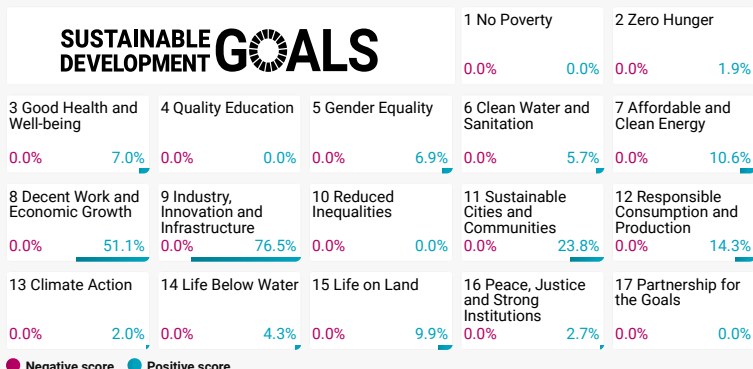 SUSTAINABLE
DEVELOPMENT GOALS
1 No Poverty
0.0% 0.0%
2 Zero Hunger
0.0% 1.9%
3 Good Health and
Well-being
0.0% 7.0%
4 Quality Education
0.0% 0.0%
5 Gender Equality
0.0% 6.9%
6 Clean Water and
Sanitation
0.0% 5.7%
7 Affordable and
Clean Energy
0.0% 10.6%
8 Decent Work and
Economic Growth
0.0% 51.1%
9 Industry,
Innovation and
Infrastructure
0.0% 76.5%
10 Reduced
Inequalities
0.0% 0.0%
11 Sustainable
Cities and
Communities
0.0% 23.8%
12 Responsible
Consumption and
Production
0.0% 14.3%
13 Climate Action
0.0% 2.0%
14 Life Below Water
0.0% 4.3%
15 Life on Land
0.0% 9.9%
16 Peace, Justice
and Strong
Institutions
0.0% 2.7%
17 Partnership for
the Goals
0.0% 0.0%
Negative score Positive score